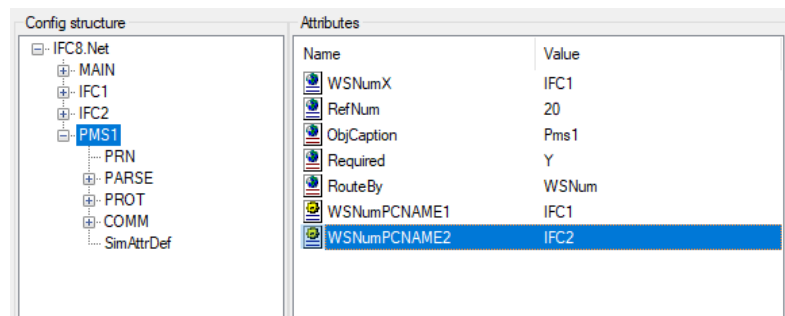 Config structure
IFC8.Net
MAIN
IFC1
IFC2
PMS1
PRN
PARSE
PROT
COMM
SimAttrDef
Attributes
Name Value
WSNumX IFC1
RefNum 20
ObjCaption Pms1
Required Y
RouteBy WSNum
WSNumPCNAME1 IFC1
WSNumPCNAME2 IFC2